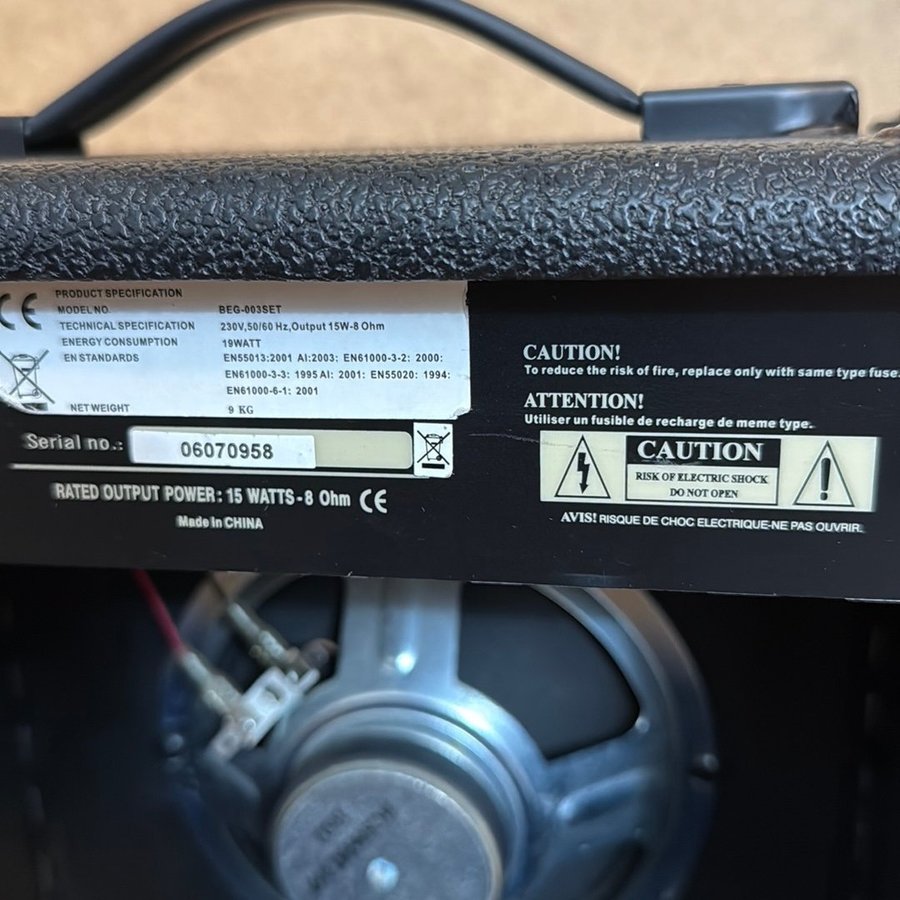 PRODUCT SPECIFICATION
MODEL NO. BEG-003SET
TECHNICAL SPECIFICATION 230V,50/60 Hz,Output 15W-8 Ohm
ENERGY CONSUMPTION 19WATT
EN STANDARDS EN55013:2001 AI:2003; EN61000-3-2: 2000:
EN61000-3-3: 1995 AI: 2001: EN55020: 1994:
EN61000-6-1: 2001
NET WEIGHT 9 KG
Serial no.: 06070958
RATED OUTPUT POWER: 15 WATTS-8 Ohm CE
Made In CHINA
CAUTION!
To reduce the risk of fire, replace only with same type fuse.
ATTENTION!
Utiliser un fusible de recharge de meme type.
CAUTION
RISK OF ELECTRIC SHOCK
DO NOT OPEN
AVIS! RISQUE DE CHOC ELECTRIQUE-NE PAS OUVRIR.